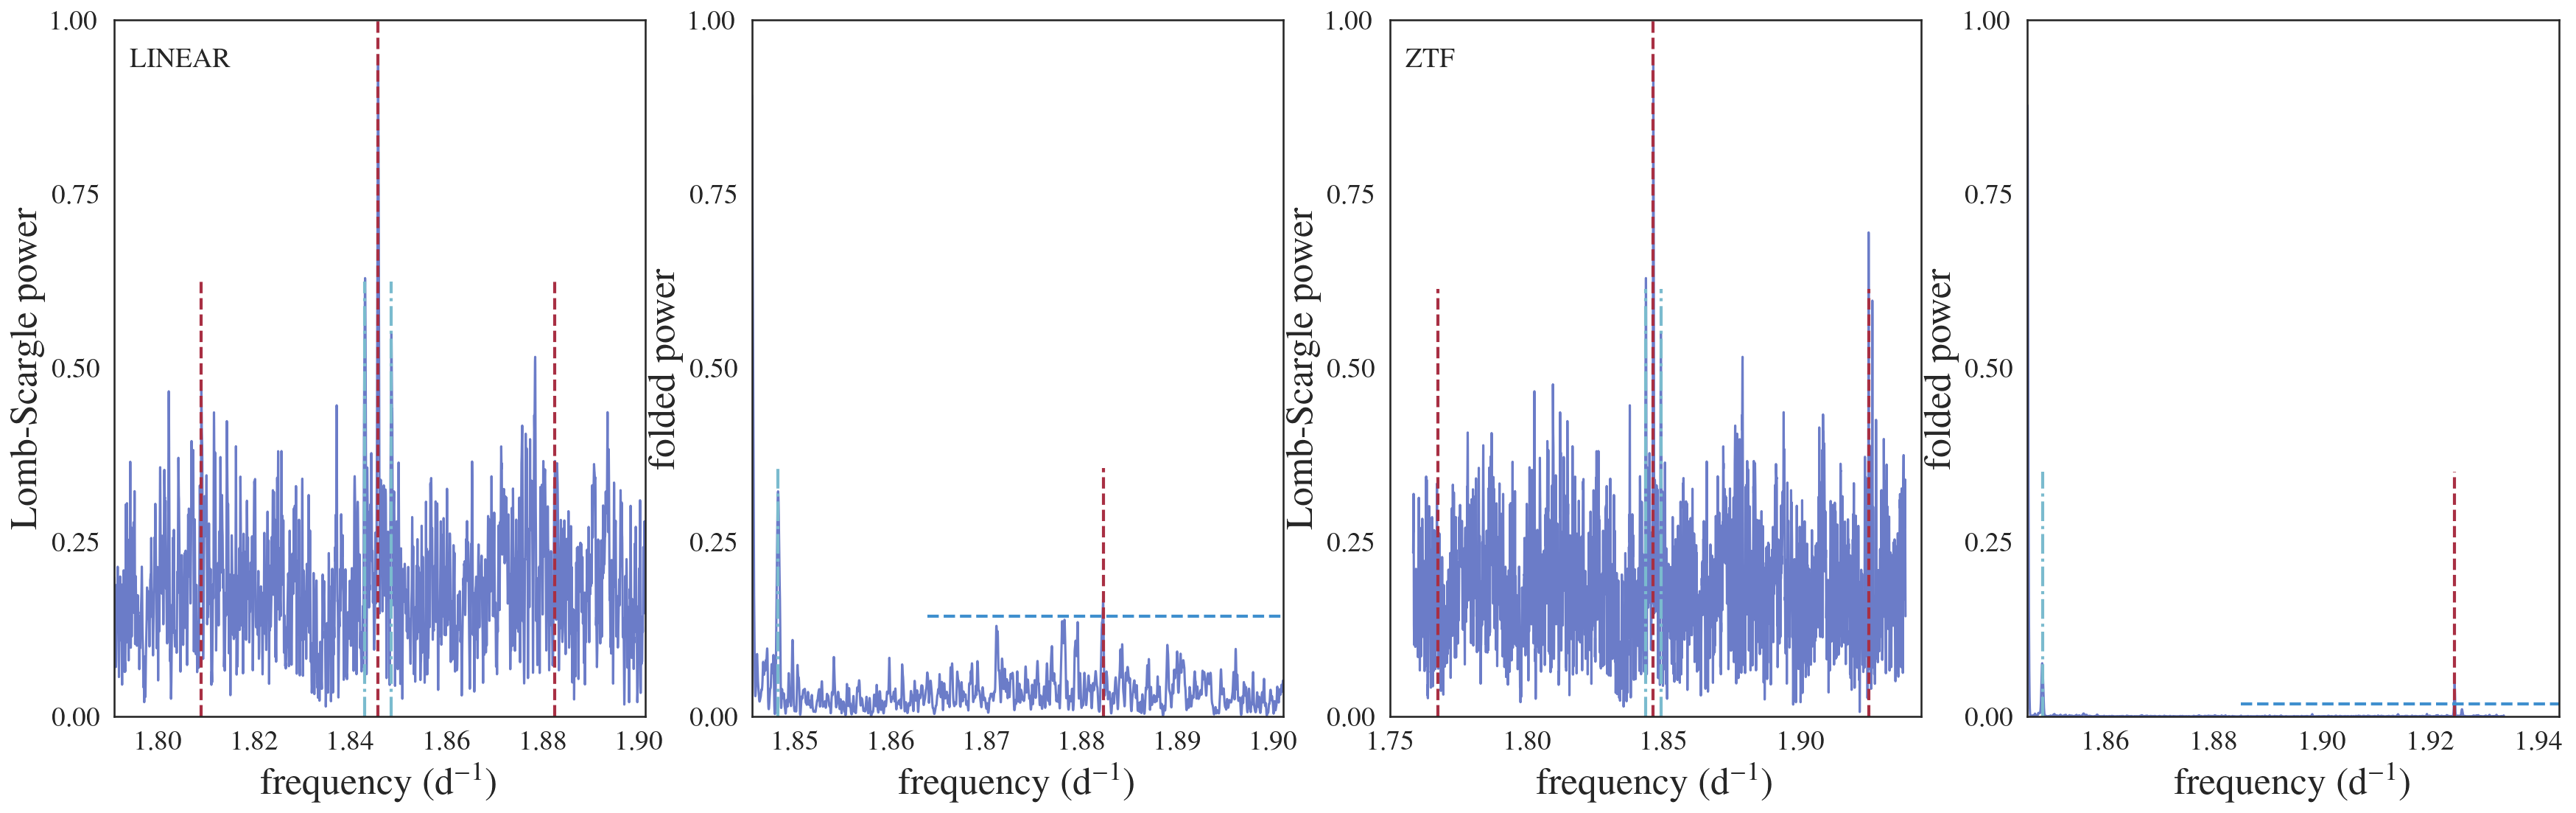 LINEAR
Lomb-Scargle power
1.00
0.75
0.50
0.25
0.00
1.80 1.82 1.84 1.86 1.88 1.90
frequency (d−1)
folded power
1.00
0.75
0.50
0.25
0.00
1.85 1.86 1.87 1.88 1.89 1.90
frequency (d−1)
ZTF
Lomb-Scargle power
1.00
0.75
0.50
0.25
0.00
1.75 1.80 1.85 1.90
frequency (d−1)
folded power
1.00
0.75
0.50
0.25
0.00
1.86 1.88 1.90 1.92 1.94
frequency (d−1)